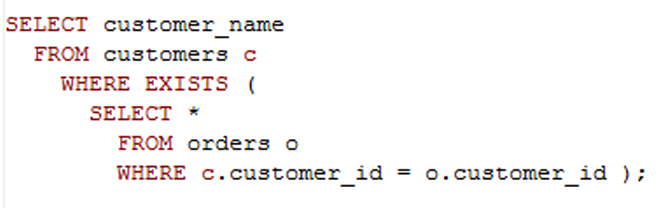 SELECT customer_name
FROM customers c
WHERE EXISTS (
SELECT *
FROM orders o
WHERE c.customer_id = o.customer_id );